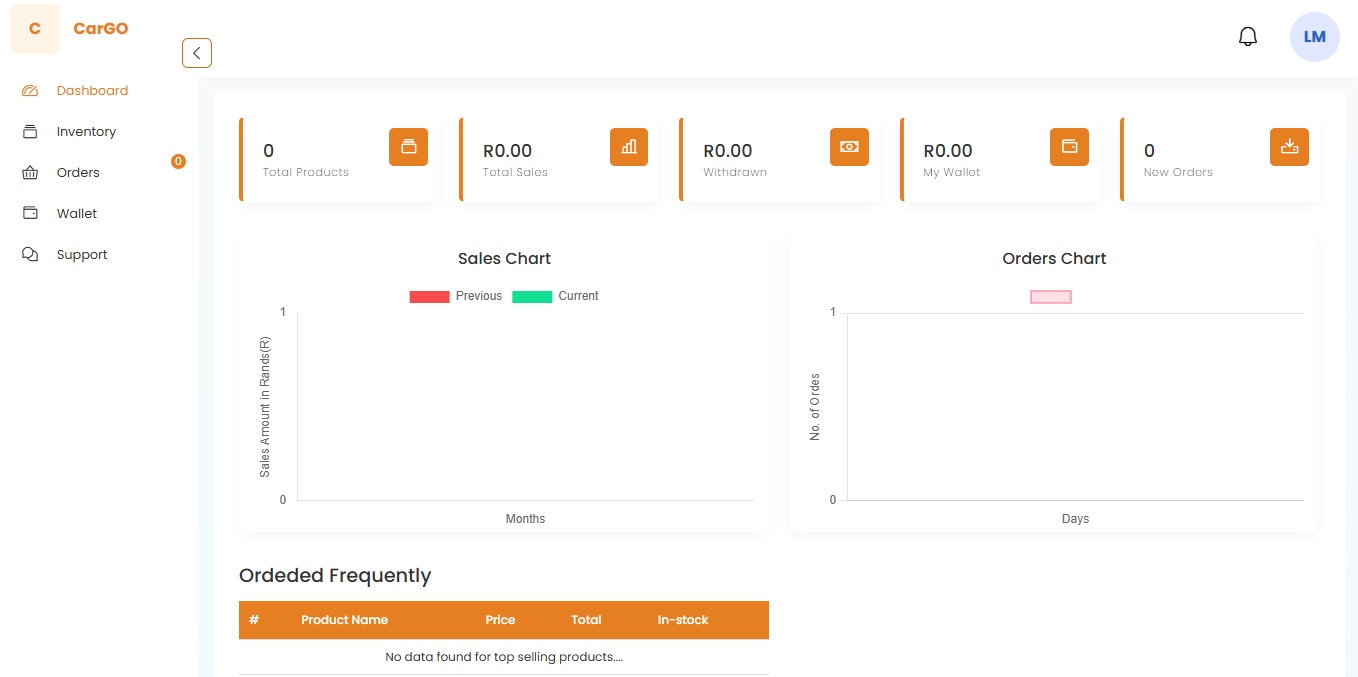 C CarGO
LM
Dashboard
Inventory
Orders 0
Wallet
Support
0
Total Products
R0.00
Total Sales
R0.00
Withdrawn
R0.00
My Wallet
0
New Orders
Sales Chart
Previous Current
1
Sales Amount in Rands(R)
0
Months
Orders Chart
1
No. of Ordes
0
Days
Ordeded Frequently
# Product Name Price Total In-stock
No data found for top selling products....